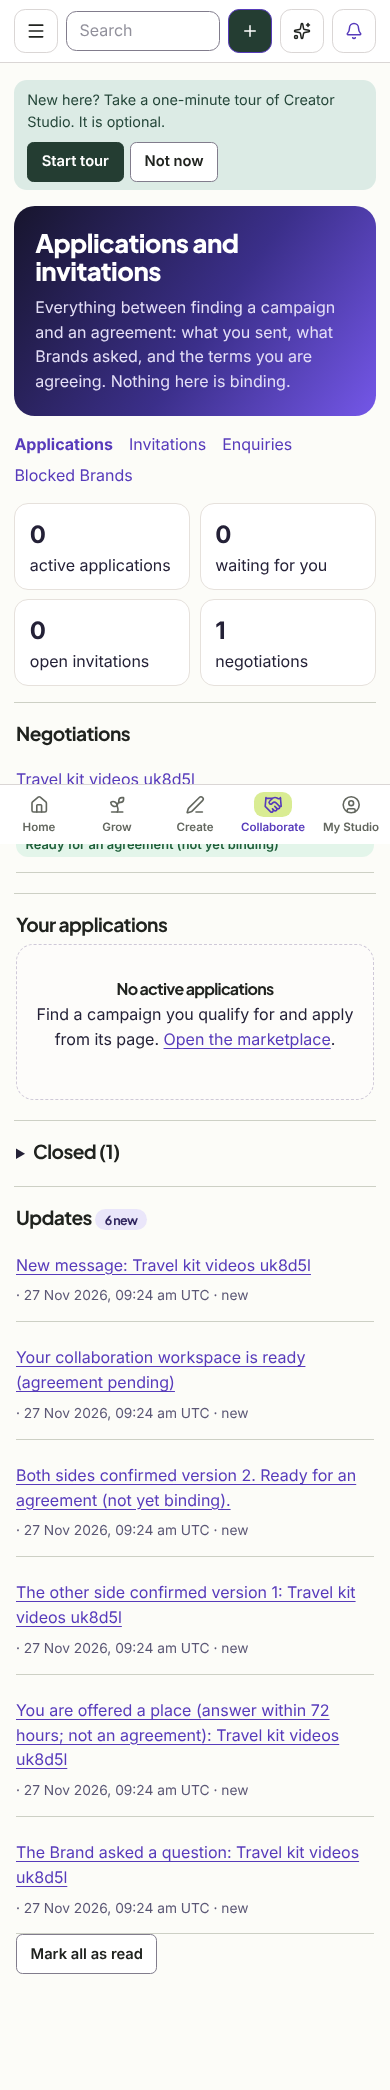 Search
New here? Take a one-minute tour of Creator
Studio. It is optional.
Start tour
Not now
Applications and
invitations
Everything between finding a campaign
and an agreement: what you sent, what
Brands asked, and the terms you are
agreeing. Nothing here is binding.
Applications
Invitations
Enquiries
Blocked Brands
0
active applications
0
waiting for you
0
open invitations
1
negotiations
Negotiations
Travel kit videos uk8d5l
Home
Grow
Create
Collaborate
My Studio
Ready for an agreement (not yet binding)
Your applications
No active applications
Find a campaign you qualify for and apply
from its page. Open the marketplace.
Closed (1)
Updates 6 new
New message: Travel kit videos uk8d5l
· 27 Nov 2026, 09:24 am UTC · new
Your collaboration workspace is ready
(agreement pending)
· 27 Nov 2026, 09:24 am UTC · new
Both sides confirmed version 2. Ready for an
agreement (not yet binding).
· 27 Nov 2026, 09:24 am UTC · new
The other side confirmed version 1: Travel kit
videos uk8d5l
· 27 Nov 2026, 09:24 am UTC · new
You are offered a place (answer within 72
hours; not an agreement): Travel kit videos
uk8d5l
· 27 Nov 2026, 09:24 am UTC · new
The Brand asked a question: Travel kit videos
uk8d5l
· 27 Nov 2026, 09:24 am UTC · new
Mark all as read